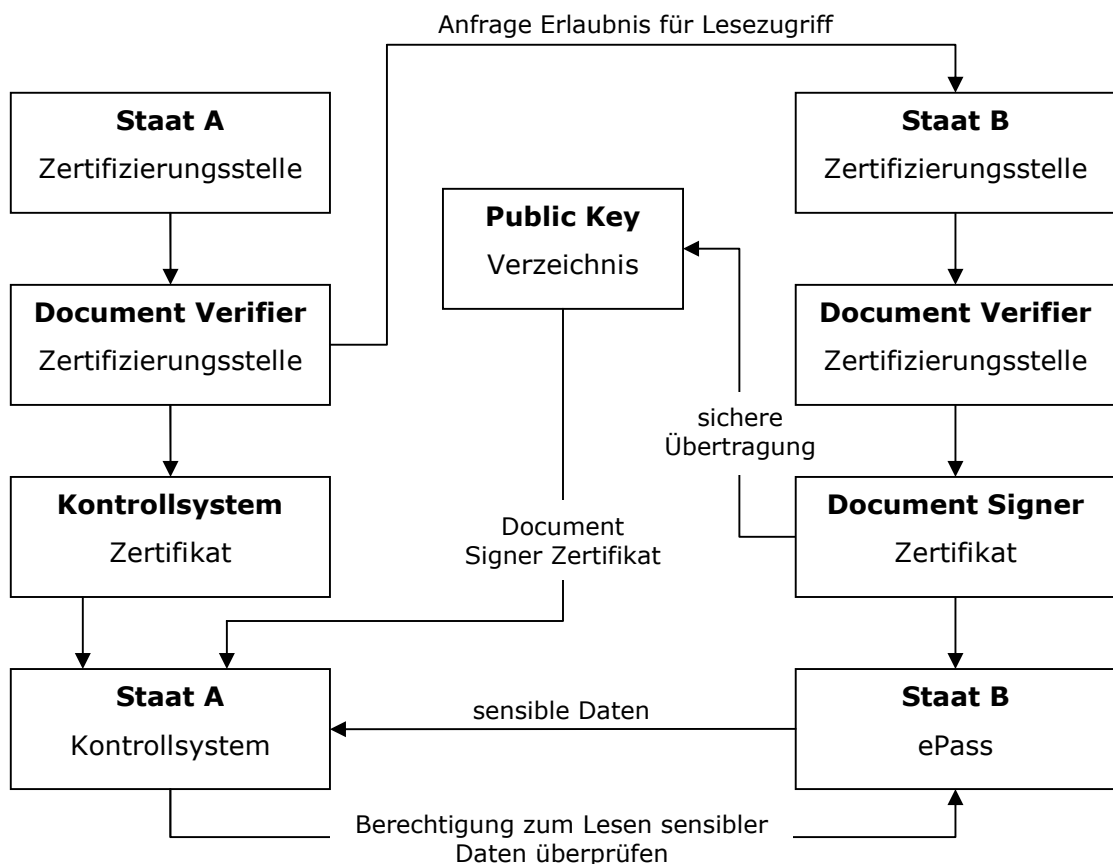 Anfrage Erlaubnis für Lesezugriff
Staat A
Zertifizierungsstelle
Staat B
Zertifizierungsstelle
Public Key
Verzeichnis
Document Verifier
Zertifizierungsstelle
Document Verifier
Zertifizierungsstelle
sichere
Übertragung
Kontrollsystem
Zertifikat
Document
Signer Zertifikat
Document Signer
Zertifikat
Staat A
Kontrollsystem
sensible Daten
Staat B
ePass
Berechtigung zum Lesen sensibler
Daten überprüfen